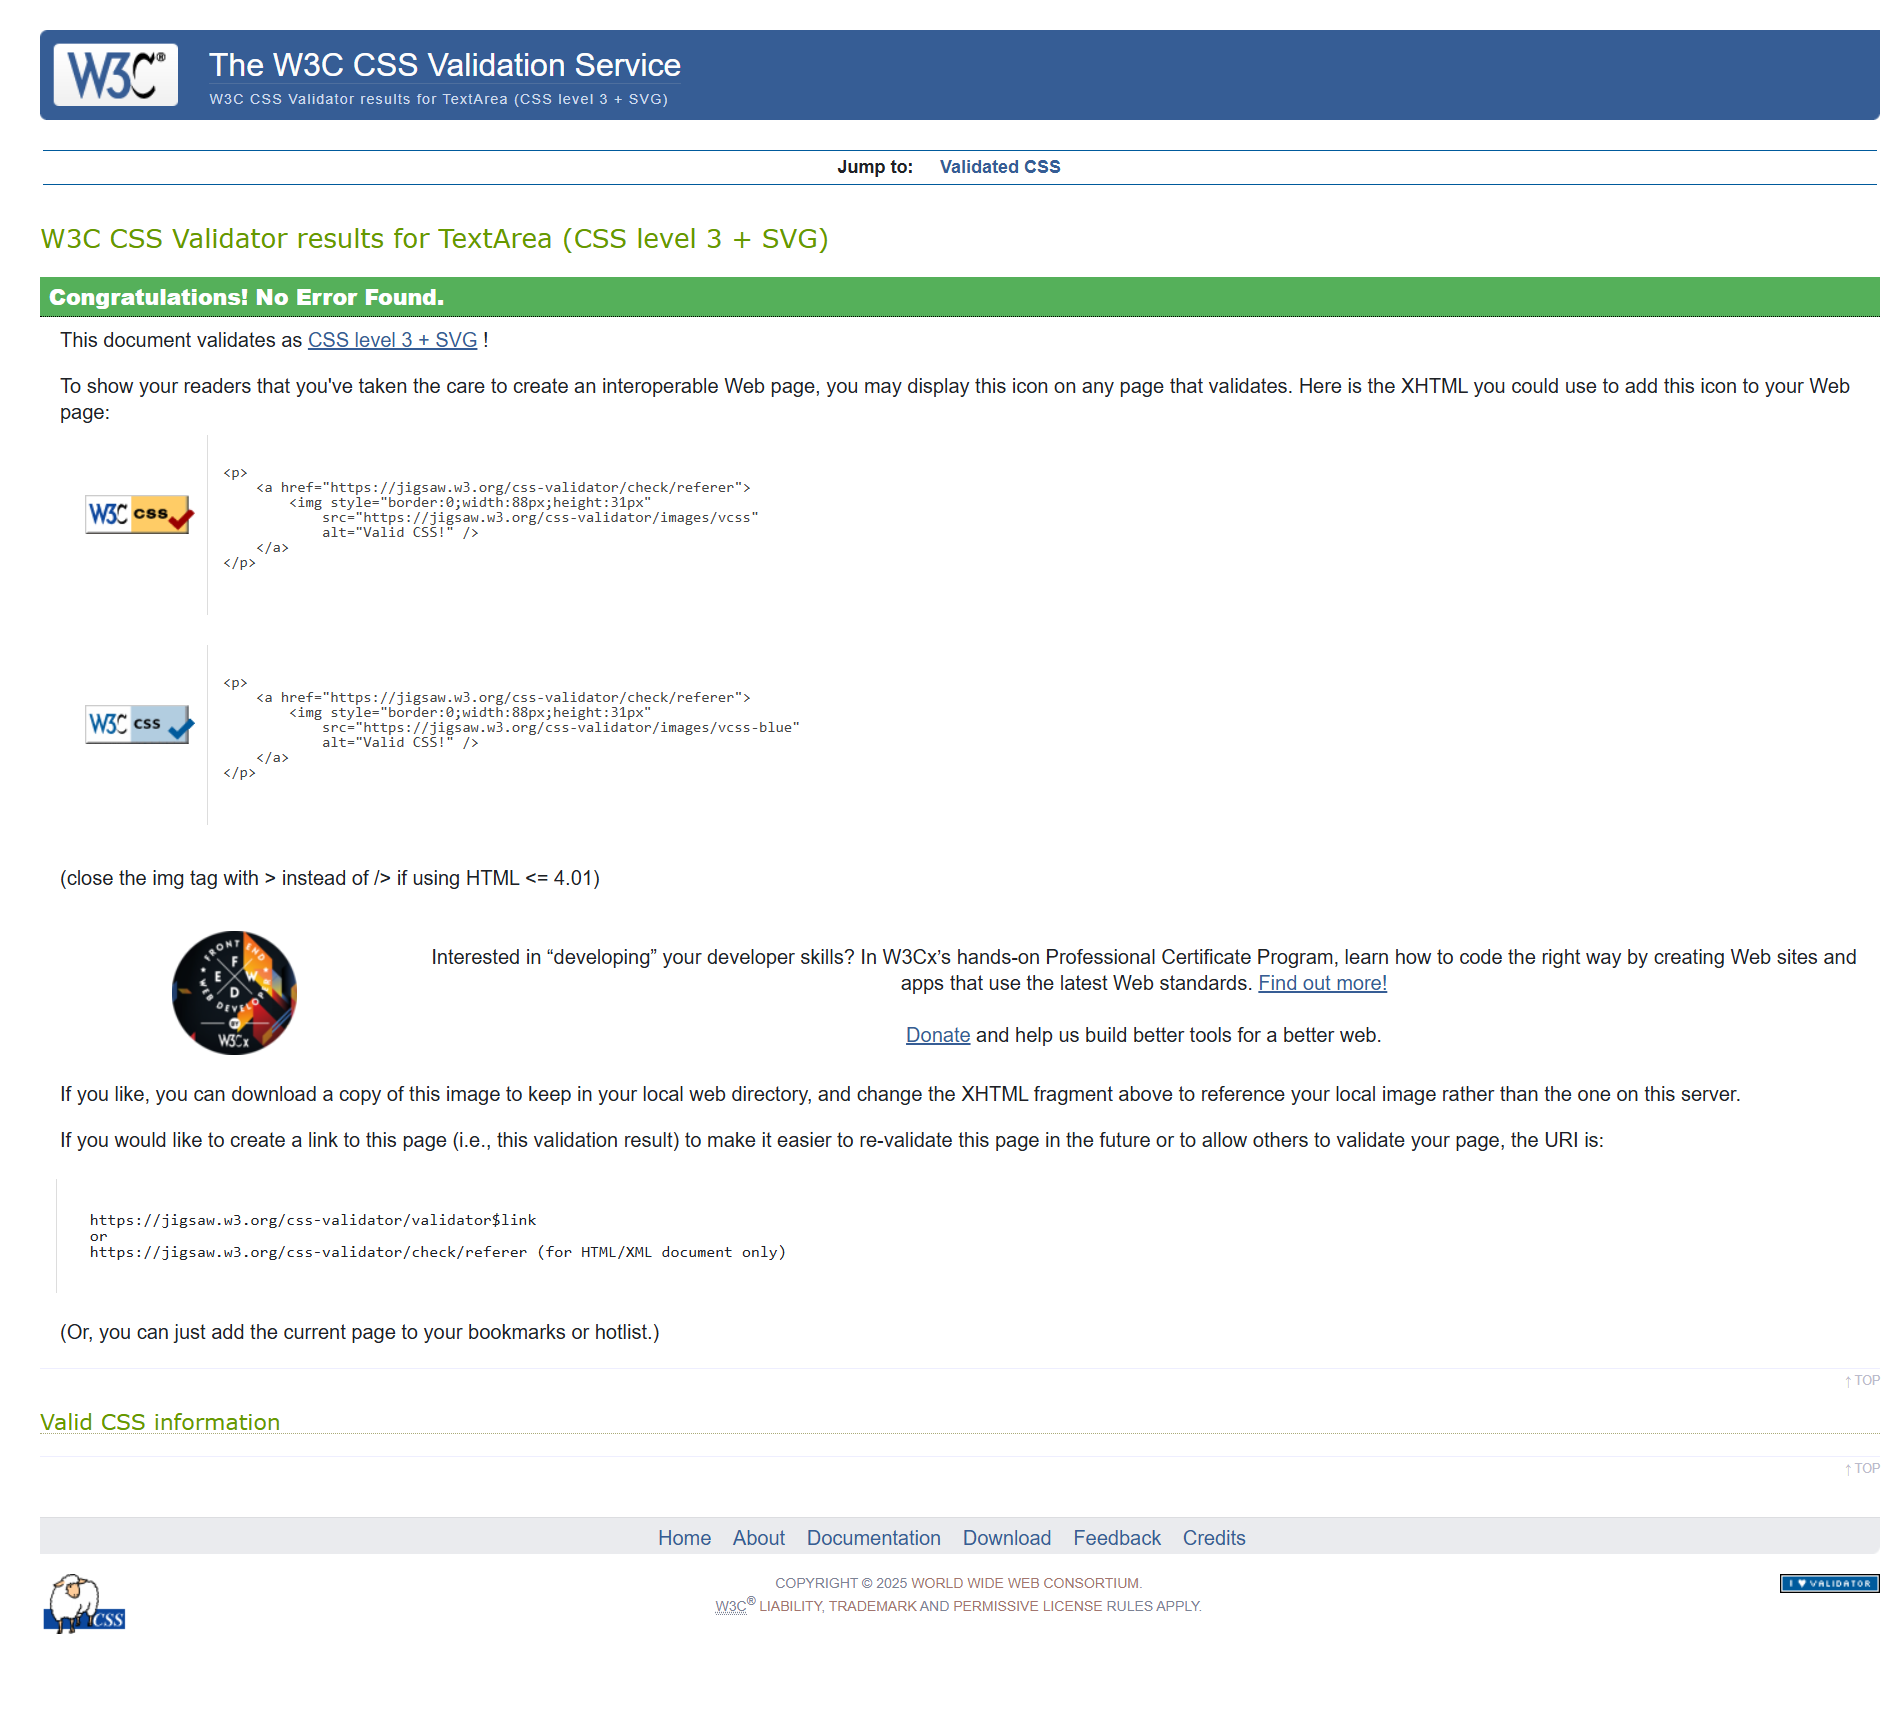 W3C®
The W3C CSS Validation Service
W3C CSS Validator results for TextArea (CSS level 3 + SVG)
Jump to: Validated CSS
W3C CSS Validator results for TextArea (CSS level 3 + SVG)
Congratulations! No Error Found.
This document validates as CSS level 3 + SVG !
To show your readers that you've taken the care to create an interoperable Web page, you may display this icon on any page that validates. Here is the XHTML you could use to add this icon to your Web
page:
W3C css
<p>
<a href="https://jigsaw.w3.org/css-validator/check/referer">
<img style="border:0;width:88px;height:31px"
src="https://jigsaw.w3.org/css-validator/images/vcss"
alt="Valid CSS!" />
</a>
</p>
W3C css
<p>
<a href="https://jigsaw.w3.org/css-validator/check/referer">
<img style="border:0;width:88px;height:31px"
src="https://jigsaw.w3.org/css-validator/images/vcss-blue"
alt="Valid CSS!" />
</a>
</p>
(close the img tag with > instead of /> if using HTML <= 4.01)
FRONT END
F
E W
D
WEB DEVELOPER
BY
W3Cx
Interested in “developing” your developer skills? In W3Cx’s hands-on Professional Certificate Program, learn how to code the right way by creating Web sites and
apps that use the latest Web standards. Find out more!
Donate and help us build better tools for a better web.
If you like, you can download a copy of this image to keep in your local web directory, and change the XHTML fragment above to reference your local image rather than the one on this server.
If you would like to create a link to this page (i.e., this validation result) to make it easier to re-validate this page in the future or to allow others to validate your page, the URI is:
https://jigsaw.w3.org/css-validator/validator$link
or
https://jigsaw.w3.org/css-validator/check/referer (for HTML/XML document only)
(Or, you can just add the current page to your bookmarks or hotlist.)
↑ TOP
Valid CSS information
↑ TOP
Home About Documentation Download Feedback Credits
CSS
COPYRIGHT © 2025 WORLD WIDE WEB CONSORTIUM.
W3C® LIABILITY, TRADEMARK AND PERMISSIVE LICENSE RULES APPLY.
I ♥ VALIDATOR